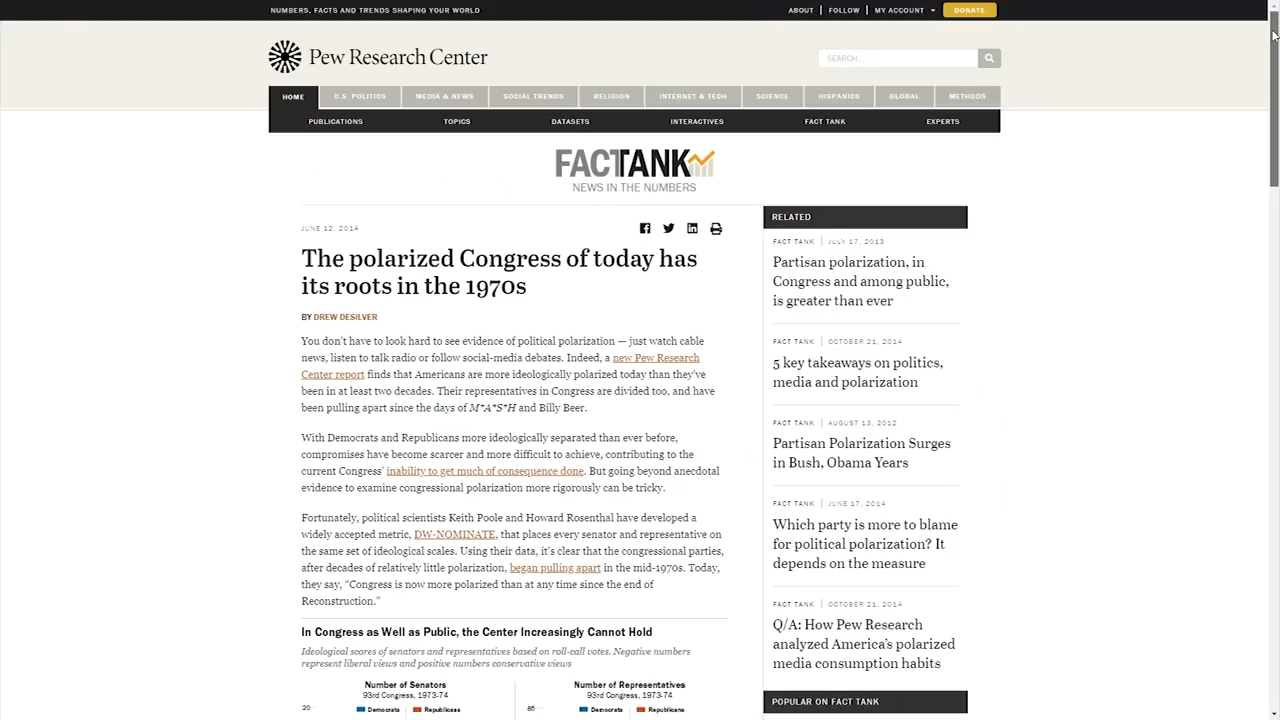 NUMBERS, FACTS AND TRENDS SHAPING YOUR WORLD
ABOUT FOLLOW MY ACCOUNT DONATE
Pew Research Center
SEARCH...
HOME U.S. POLITICS MEDIA & NEWS SOCIAL TRENDS RELIGION INTERNET & TECH SCIENCE HISPANICS GLOBAL METHODS
PUBLICATIONS TOPICS DATASETS INTERACTIVES FACT TANK EXPERTS
FACTANK
NEWS IN THE NUMBERS
JUNE 12, 2014
The polarized Congress of today has
its roots in the 1970s
BY DREW DESILVER
You don't have to look hard to see evidence of political polarization — just watch cable
news, listen to talk radio or follow social-media debates. Indeed, a new Pew Research
Center report finds that Americans are more ideologically polarized today than they've
been in at least two decades. Their representatives in Congress are divided too, and have
been pulling apart since the days of M*A*S*H and Billy Beer.
With Democrats and Republicans more ideologically separated than ever before,
compromises have become scarcer and more difficult to achieve, contributing to the
current Congress' inability to get much of consequence done. But going beyond anecdotal
evidence to examine congressional polarization more rigorously can be tricky.
Fortunately, political scientists Keith Poole and Howard Rosenthal have developed a
widely accepted metric, DW-NOMINATE, that places every senator and representative on
the same set of ideological scales. Using their data, it's clear that the congressional parties,
after decades of relatively little polarization, began pulling apart in the mid-1970s. Today,
they say, “Congress is now more polarized than at any time since the end of
Reconstruction.”
In Congress as Well as Public, the Center Increasingly Cannot Hold
Ideological scores of senators and representatives based on roll-call votes. Negative numbers
represent liberal views and positive numbers conservative views
Number of Senators
93rd Congress, 1973-74
20 Democrats Republicans
Number of Representatives
93rd Congress, 1973-74
85 Democrats Republicans
RELATED
FACT TANK JULY 17, 2013
Partisan polarization, in
Congress and among public,
is greater than ever
FACT TANK OCTOBER 21, 2014
5 key takeaways on politics,
media and polarization
FACT TANK AUGUST 13, 2012
Partisan Polarization Surges
in Bush, Obama Years
FACT TANK JUNE 17, 2014
Which party is more to blame
for political polarization? It
depends on the measure
FACT TANK OCTOBER 21, 2014
Q/A: How Pew Research
analyzed America's polarized
media consumption habits
POPULAR ON FACT TANK